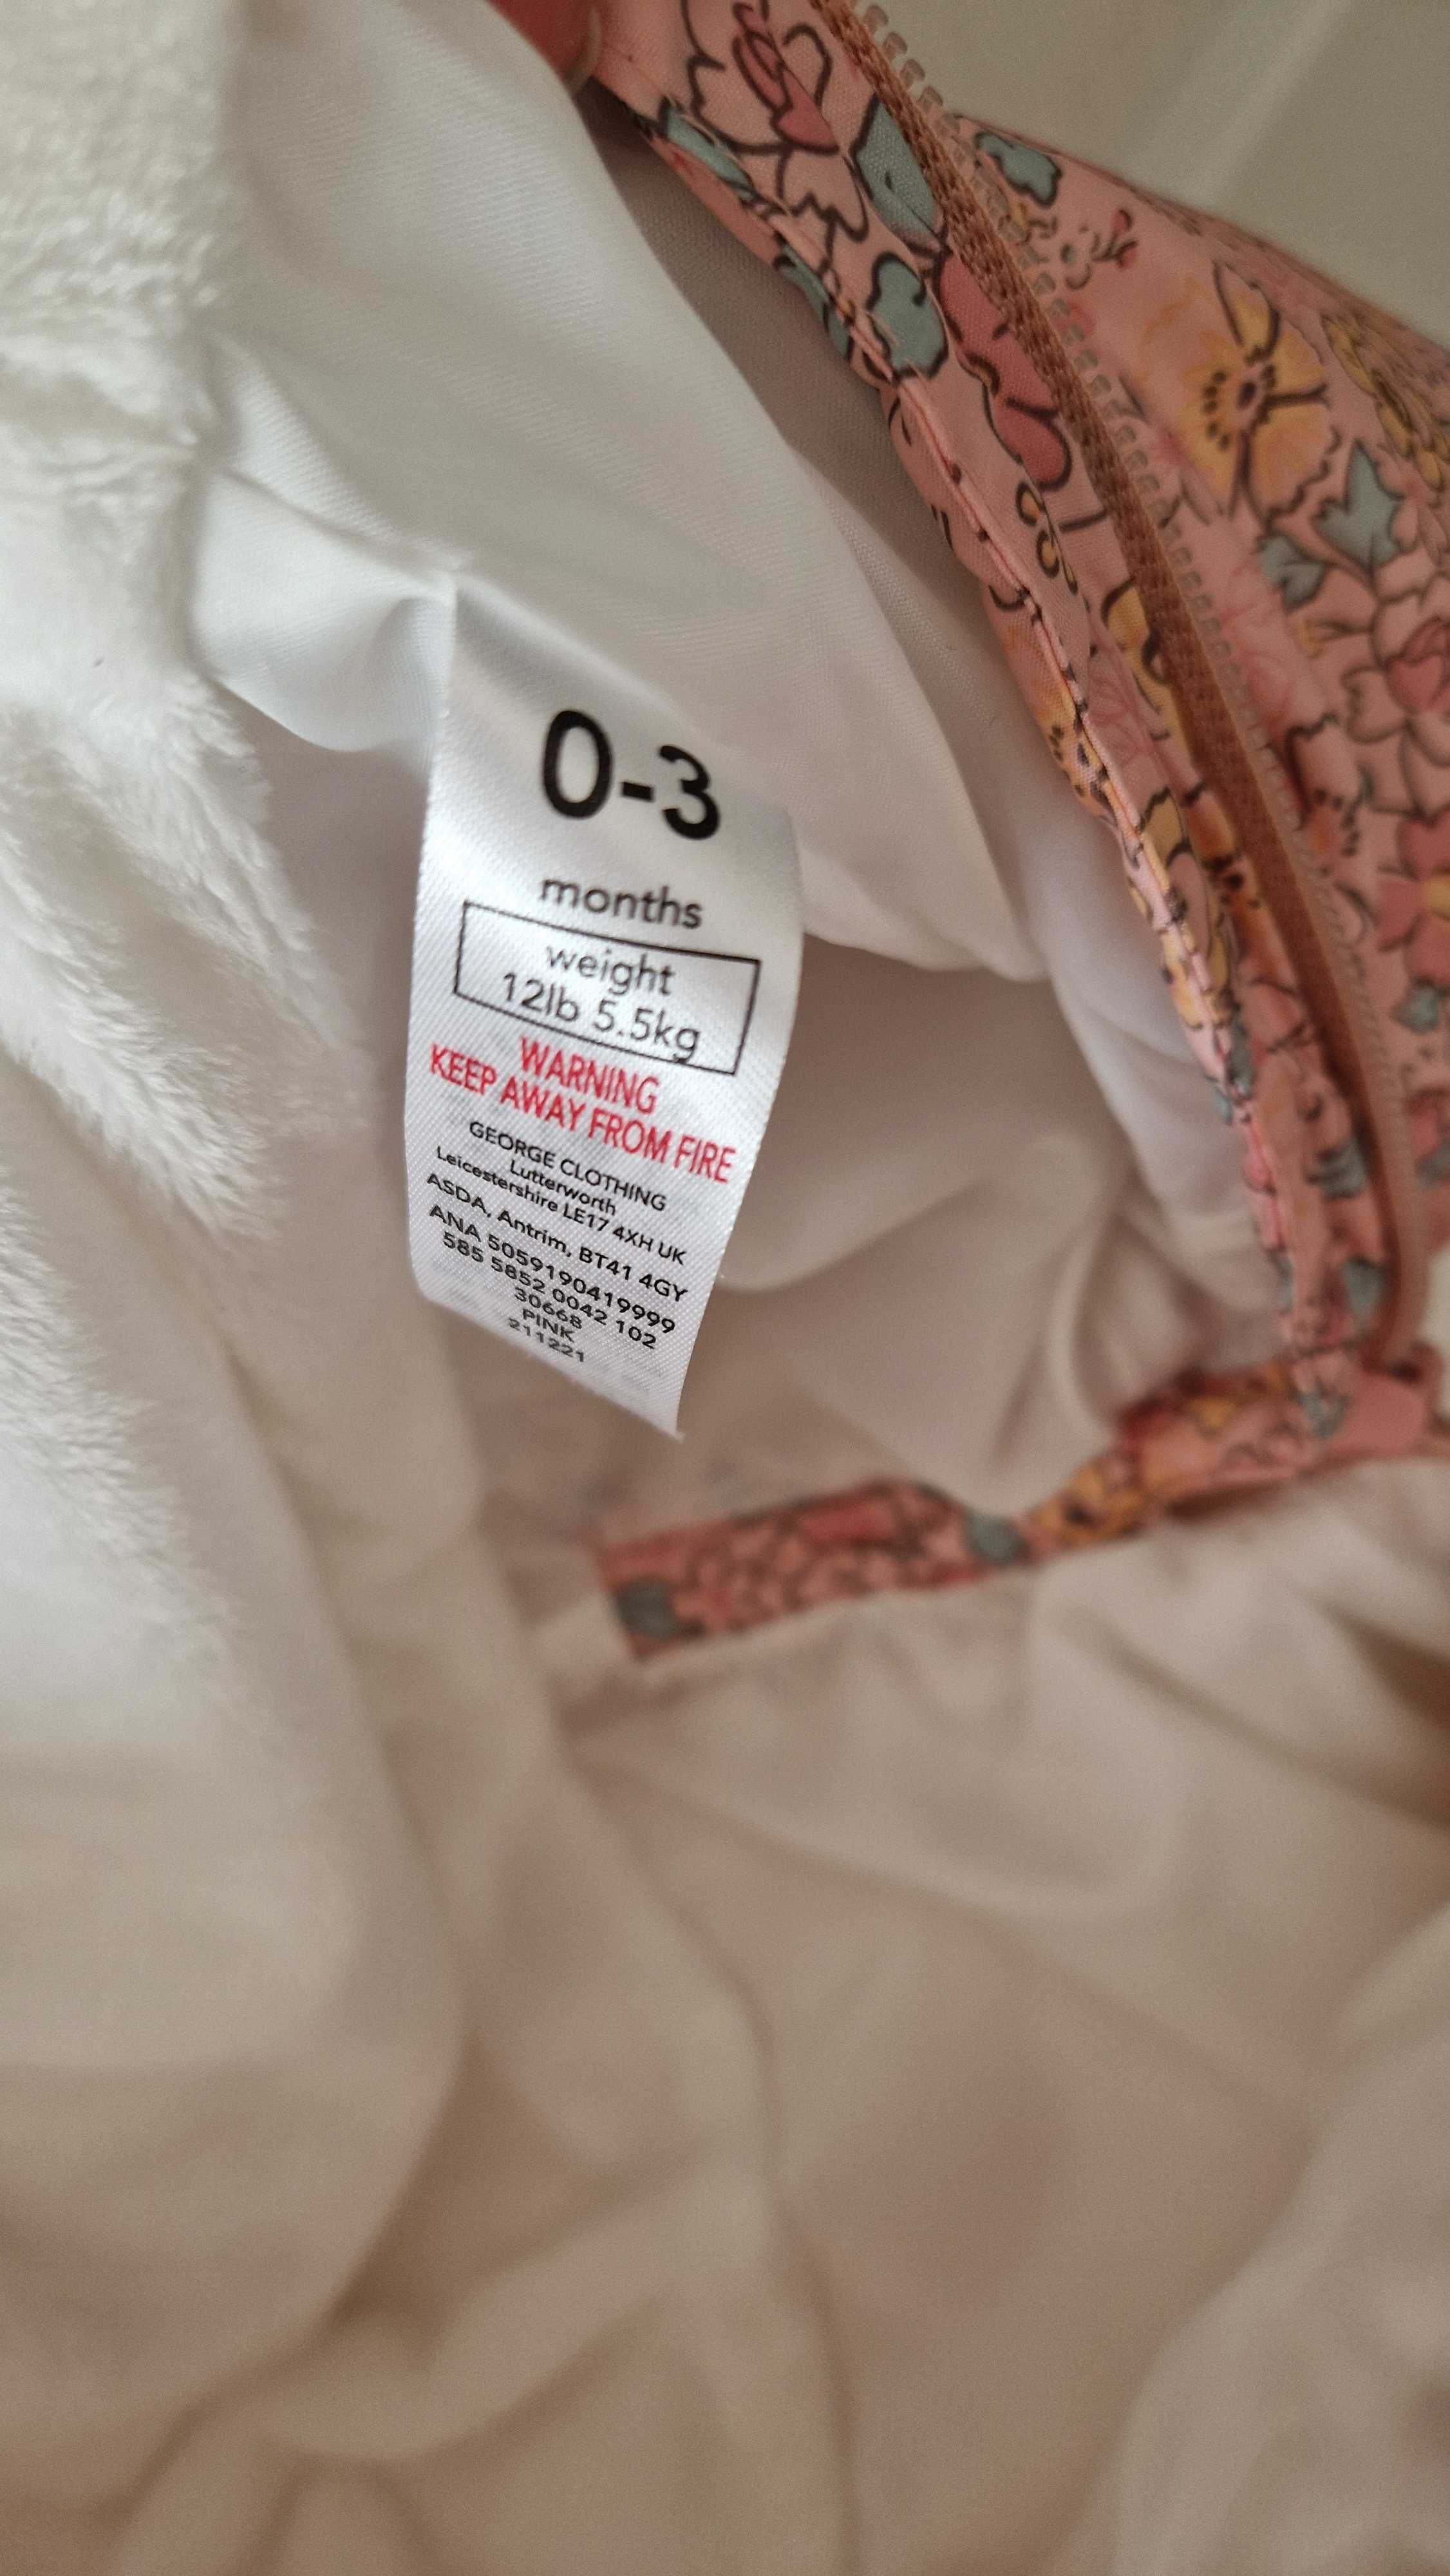 0-3
months
weight
12lb 5.5kg
WARNING
KEEP AWAY FROM FIRE
GEORGE CLOTHING
Lutterworth
Leicestershire LE17 4XH UK
ASDA, Antrim, BT41 4GY
ANA 5059190419999
585 5852 0042 102
30668
PINK
211221